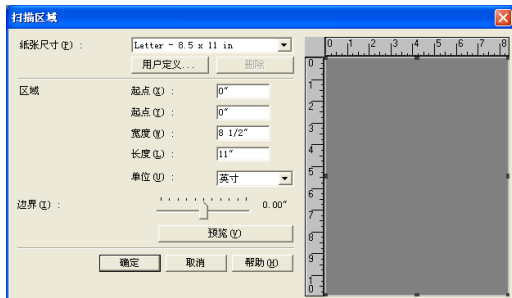 扫描区域
紙张尺寸(P) : Letter - 8.5 x 11 in
用户定义... 删除
区域 起点(X) : 0"
起点(Y) : 0"
宽度(W) : 8 1/2"
长度(L) : 11"
单位(U) : 英寸
边界(I) : 0.00"
预览(V)
确定 取消 帮助(H)
0 1 2 3 4 5 6 7 8
0
1
2
3
4
5
6
7
8
9
10